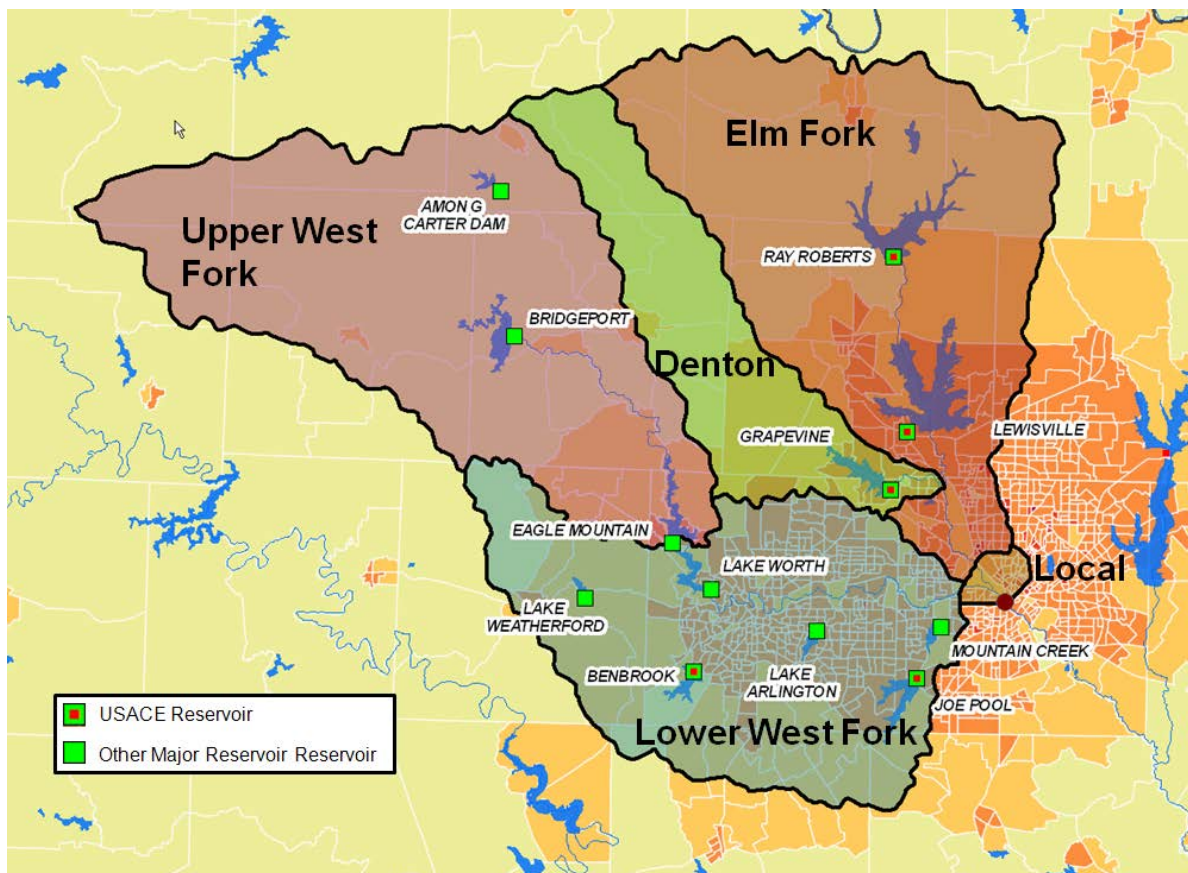 Elm Fork
AMON G
CARTER DAM
Upper West
Fork
RAY ROBERTS
BRIDGEPORT
Denton
GRAPEVINE
LEWISVILLE
EAGLE MOUNTAIN
LAKE WORTH
Local
LAKE
WEATHERFORD
MOUNTAIN CREEK
BENBROOK
LAKE
ARLINGTON
JOE POOL
Lower West Fork
USACE Reservoir
Other Major Reservoir Reservoir